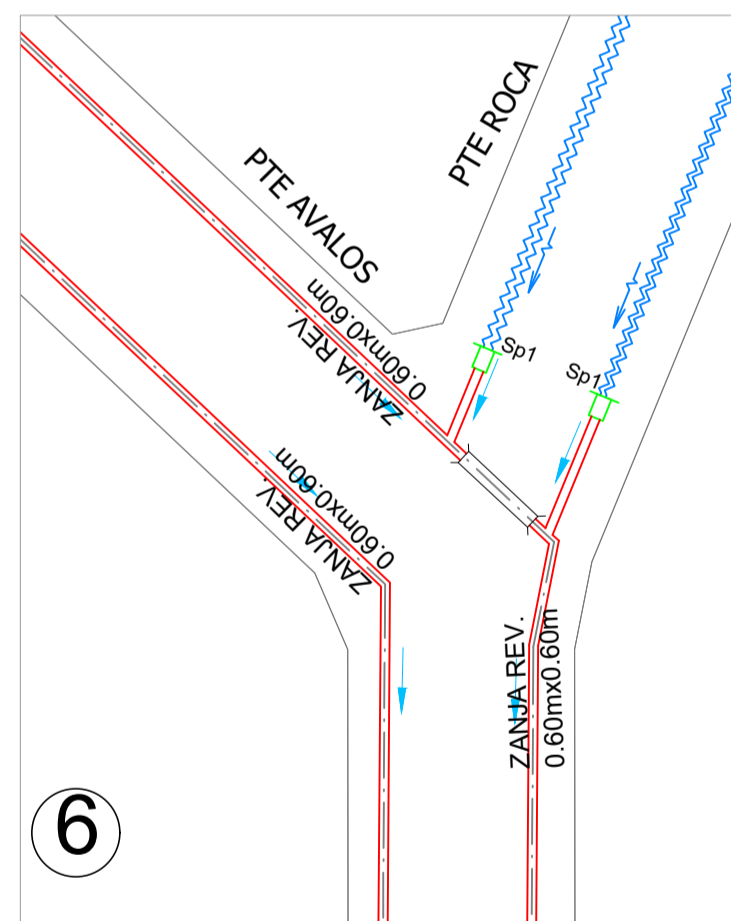 PTE ROCA
PTE AVALOS
0.60mx0.60m
ZANJA REV.
Sp1
Sp1
0.60mx0.60m
ZANJA REV.
ZANJA REV.
0.60mx0.60m
6